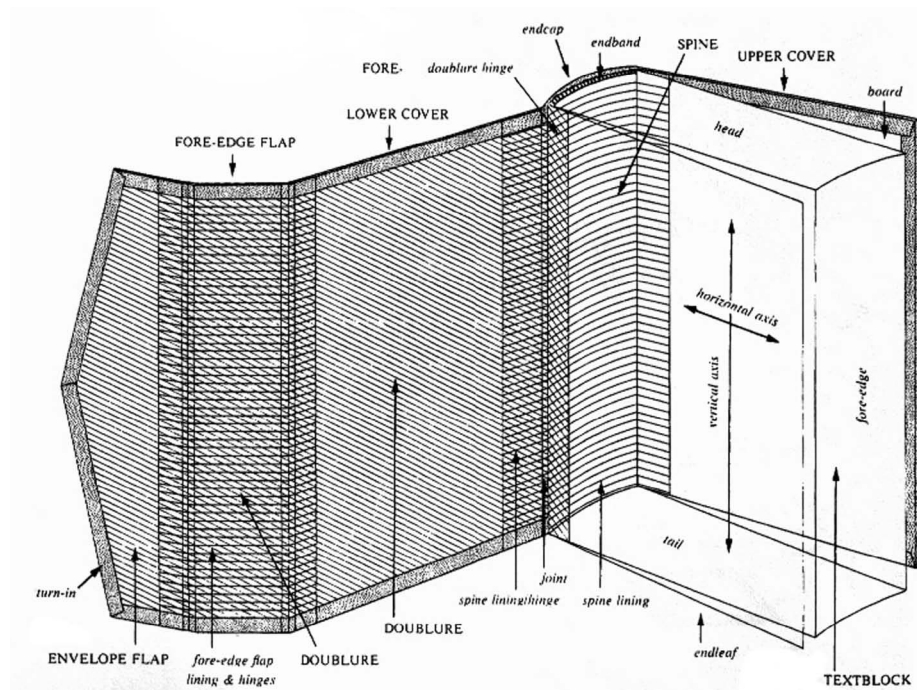 endcap
endband
SPINE
UPPER COVER
FORE-
doublure hinge
board
LOWER COVER
head
FORE-EDGE FLAP
horizontal axis
vertical axis
fore-edge
tail
turn-in
joint
spine lining/hinge
spine lining
DOUBLURE
endleaf
ENVELOPE FLAP
fore-edge flap
lining & hinges
DOUBLURE
TEXTBLOCK